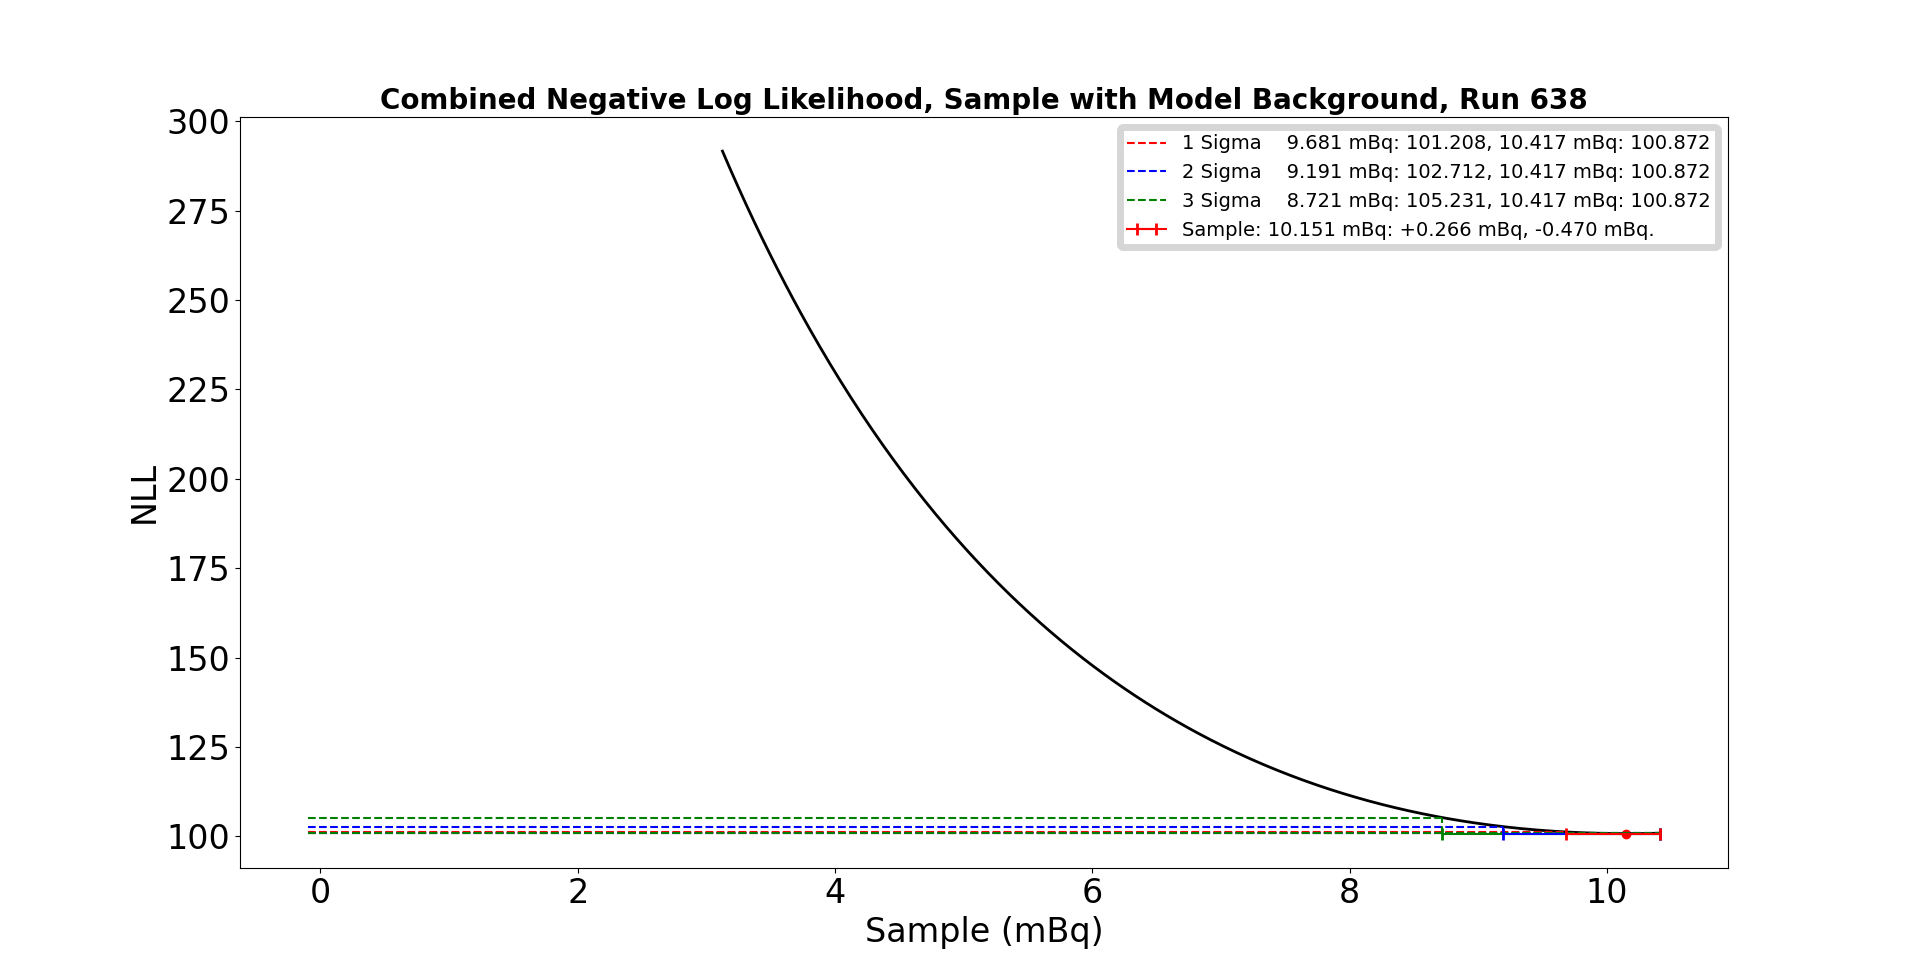 Combined Negative Log Likelihood, Sample with Model Background, Run 638
1 Sigma    9.681 mBq: 101.208, 10.417 mBq: 100.872
2 Sigma    9.191 mBq: 102.712, 10.417 mBq: 100.872
3 Sigma    8.721 mBq: 105.231, 10.417 mBq: 100.872
Sample: 10.151 mBq: +0.266 mBq, -0.470 mBq.
NLL
300
275
250
225
200
175
150
125
100
0 2 4 6 8 10
Sample (mBq)